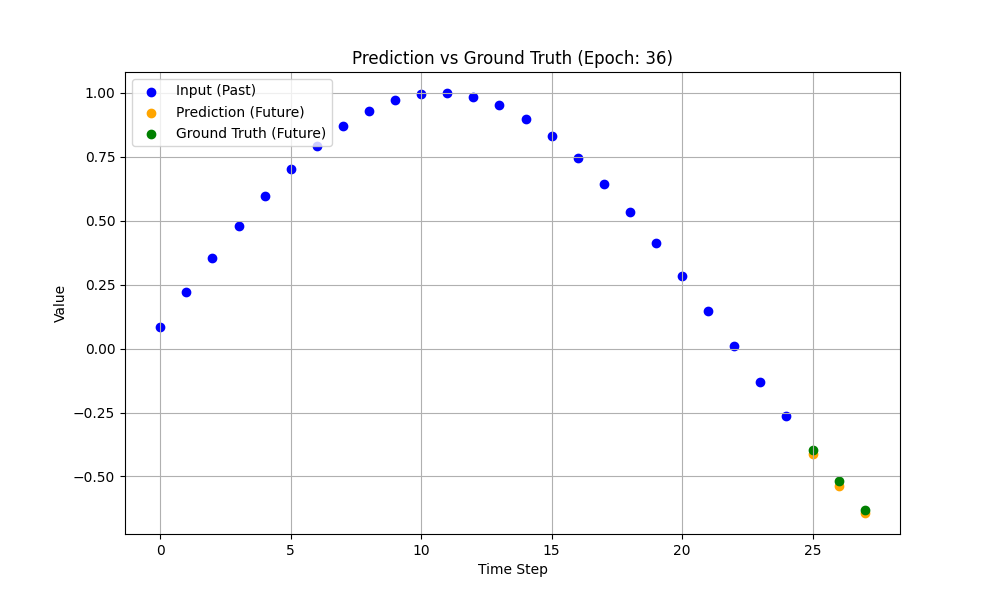 Prediction vs Ground Truth (Epoch: 36)
Input (Past)
Prediction (Future)
Ground Truth (Future)
Value
1.00
0.75
0.50
0.25
0.00
−0.25
−0.50
0 5 10 15 20 25
Time Step